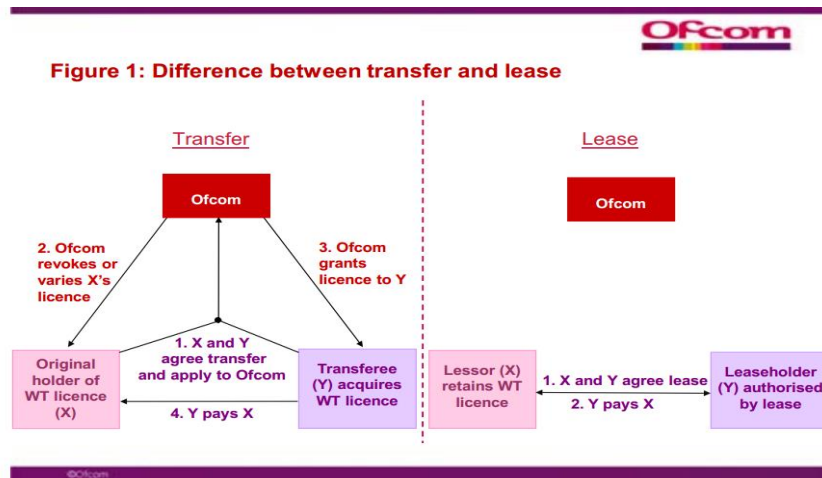 Ofcom
Figure 1: Difference between transfer and lease
Transfer
Ofcom
2. Ofcom
revokes or
varies X's
licence
3. Ofcom
grants
licence to Y
1. X and Y
agree transfer
and apply to Ofcom
Original
holder of
WT licence
(X)
Transferee
(Y) acquires
WT licence
4. Y pays X
Lease
Ofcom
Lessor (X)
retains WT
licence
1. X and Y agree lease
2. Y pays X
Leaseholder
(Y) authorised
by lease
©Ofcom